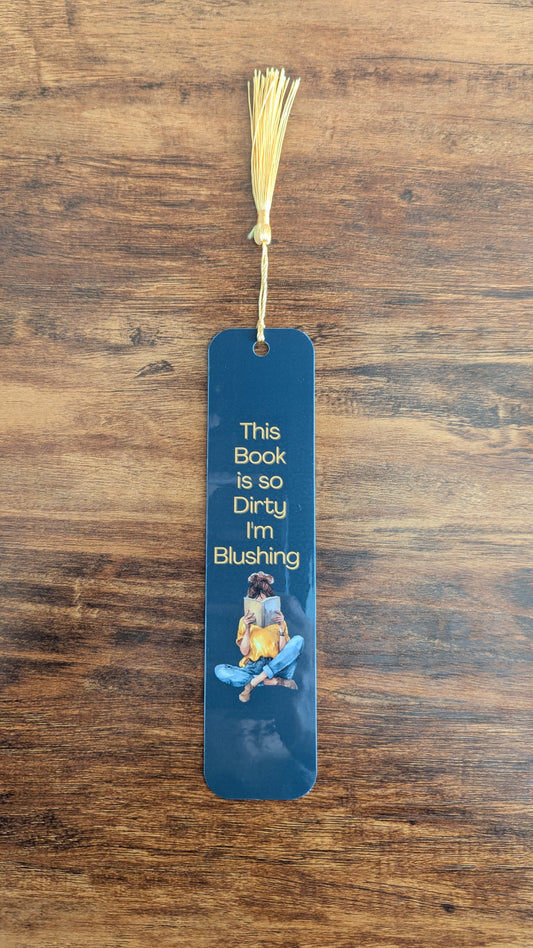 This
Book
is so
Dirty
I'm
Blushing